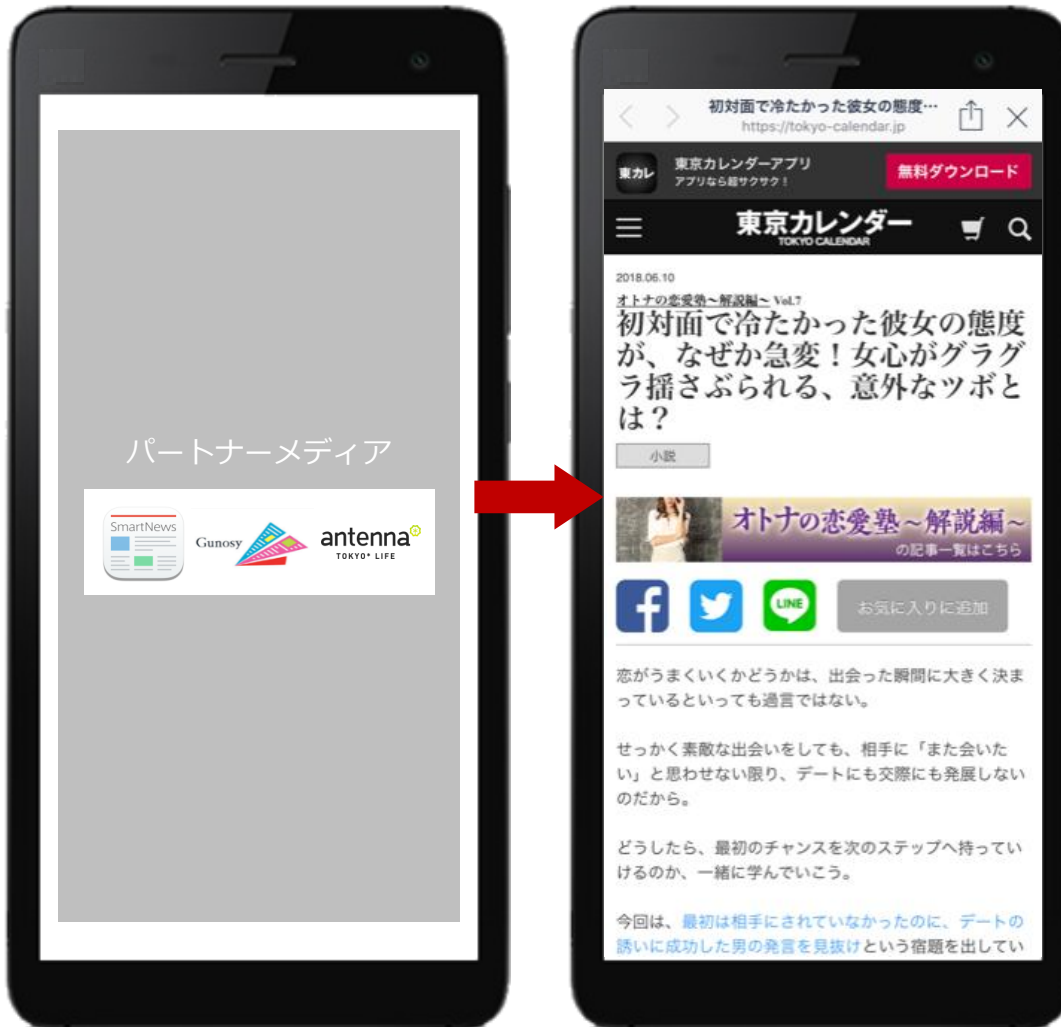 パートナーメディア
SmartNews
Gunosy
antenna
TOKYO* LIFE
初対面で冷たかった彼女の態度…
https://tokyo-calendar.jp
東カレ
東京カレンダーアプリ
アプリなら超サクサク！
無料ダウンロード
東京カレンダー
TOKYO CALENDAR
2018.06.10
オトナの恋愛塾〜解説編〜 Vol.7
初対面で冷たかった彼女の態度
が、なぜか急変！女心がグラグ
ラ揺さぶられる、意外なツボと
は？
小説
オトナの恋愛塾〜解説編〜
の記事一覧はこちら
LINE
お気に入りに追加
恋がうまくいくかどうかは、出会った瞬間に大きく決ま
っているといっても過言ではない。
せっかく素敵な出会いをしても、相手に「また会いた
い」と思わせない限り、デートにも交際にも発展しない
のだから。
どうしたら、最初のチャンスを次のステップへ持ってい
けるのか、一緒に学んでいこう。
今回は、最初は相手にされていなかったのに、デートの
誘いに成功した男の発言を見抜けという宿題を出してい